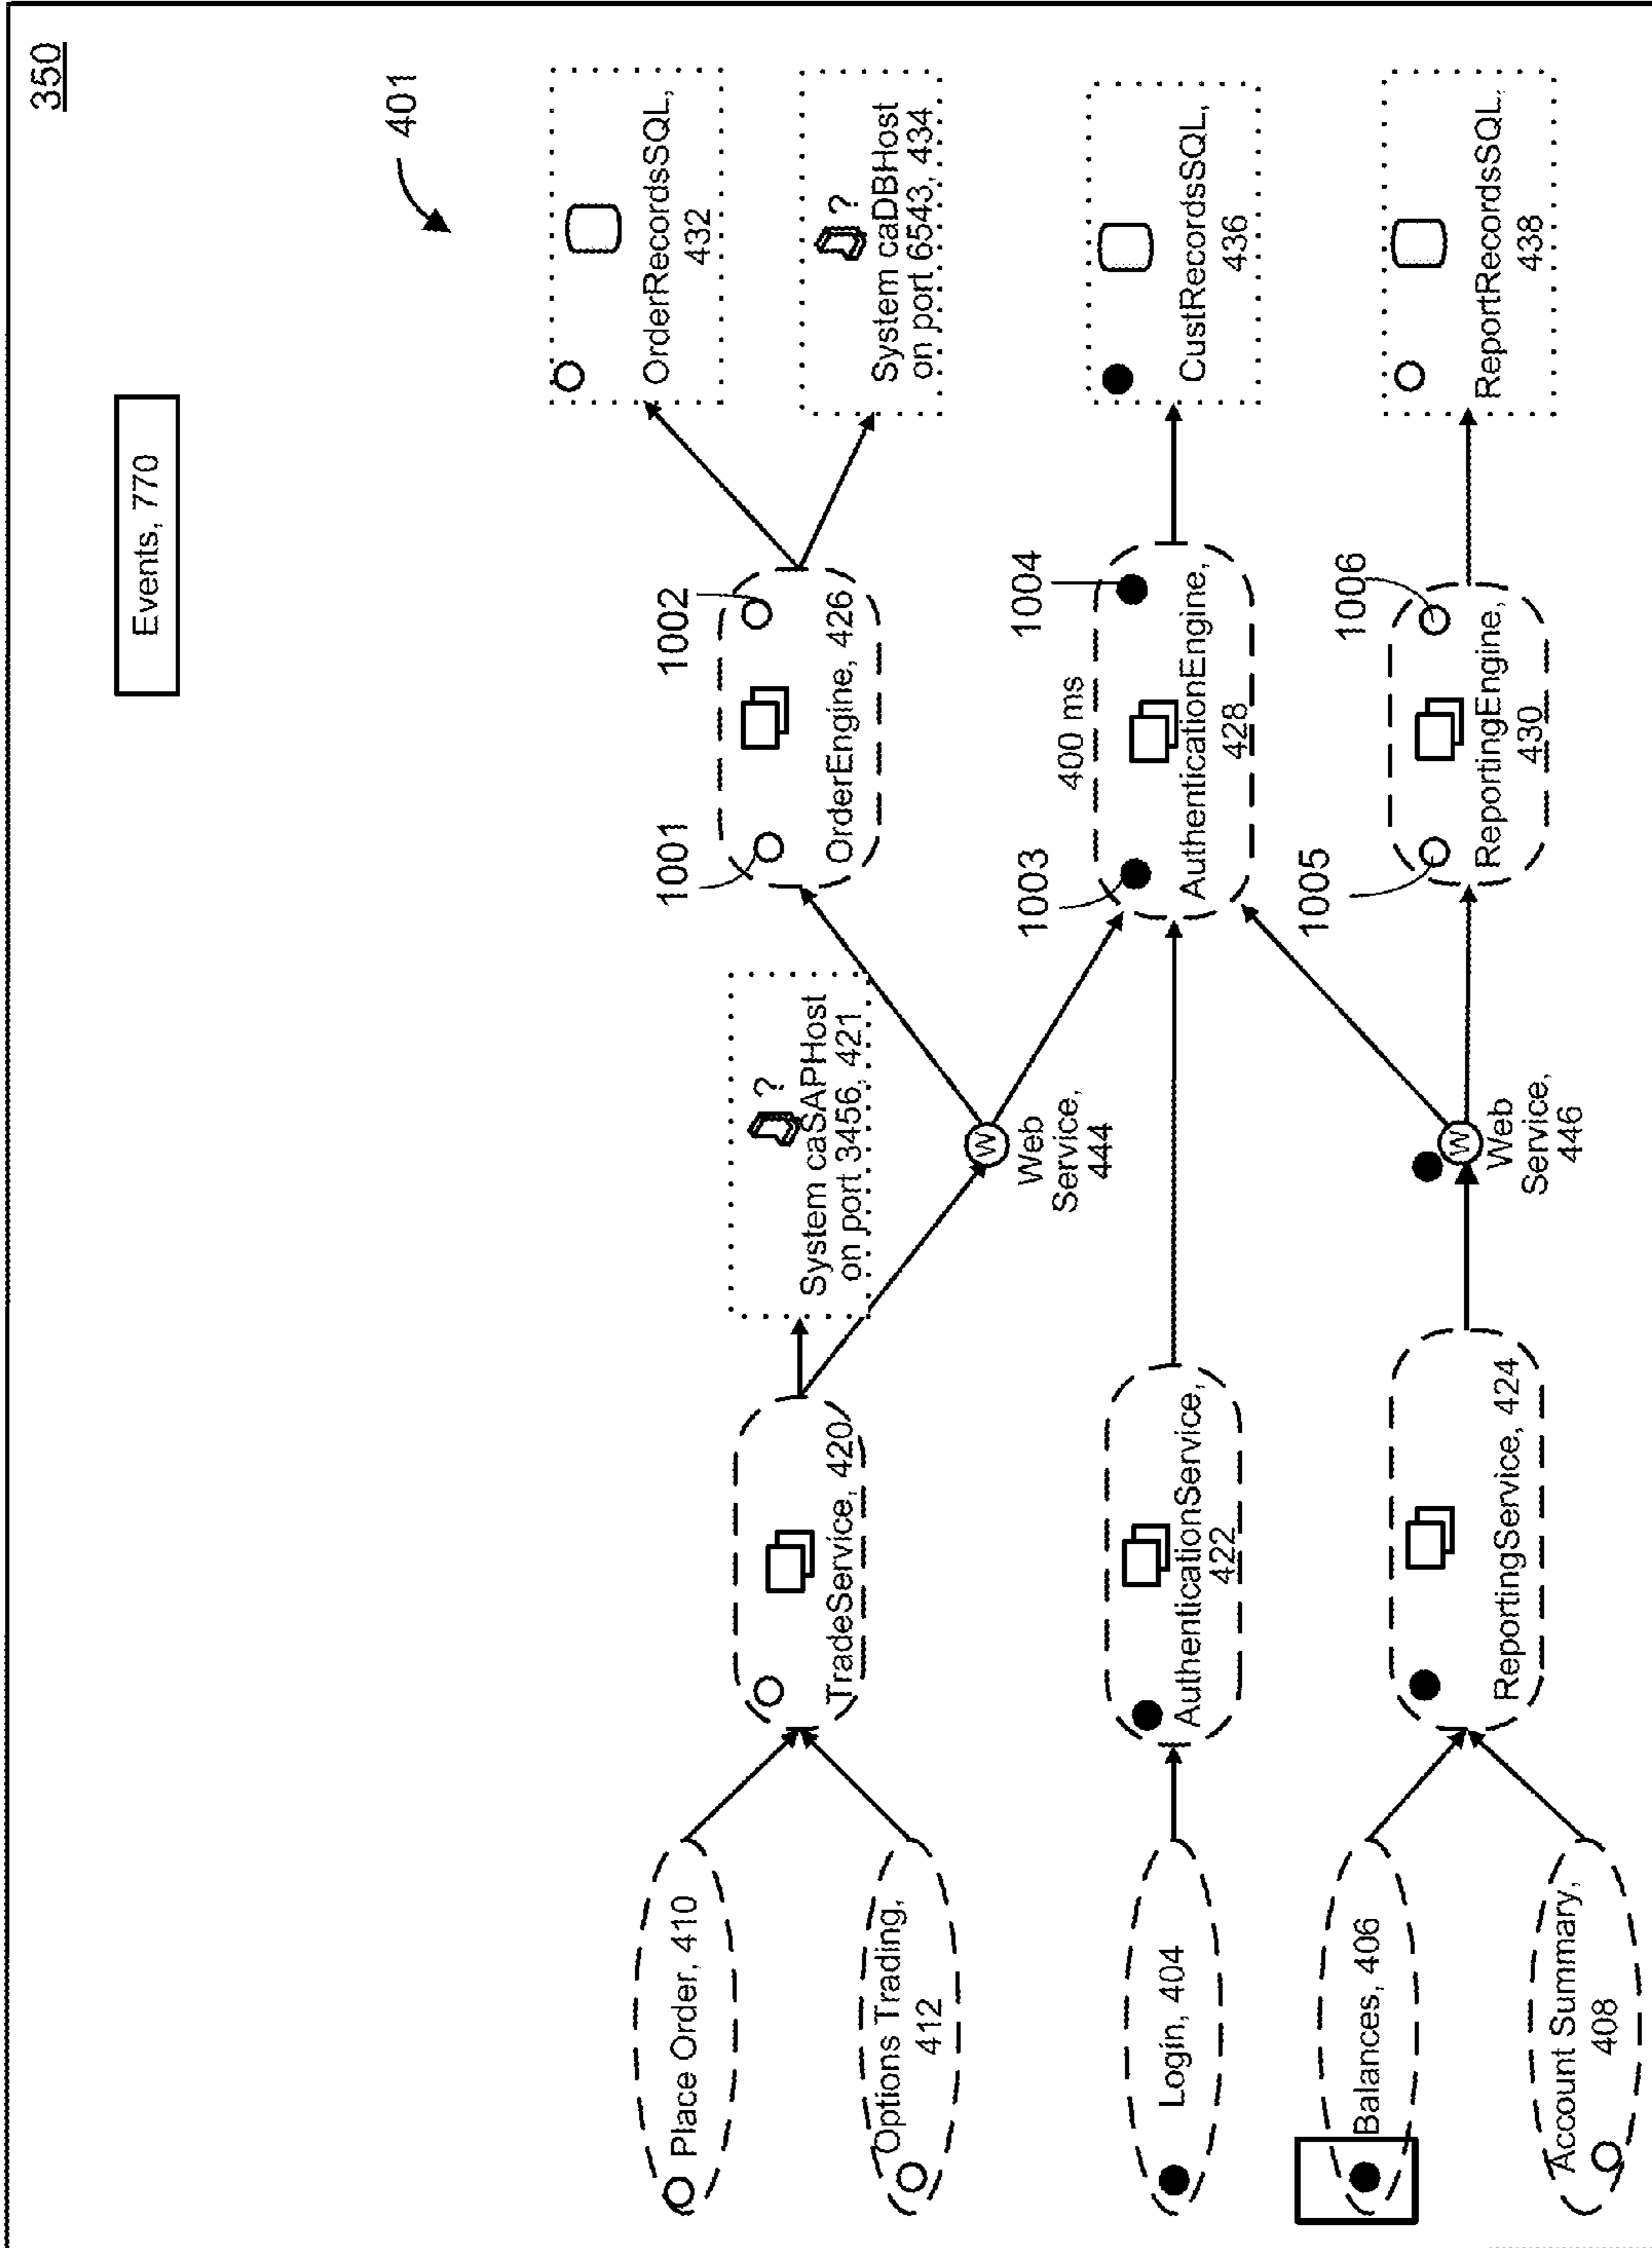 350
Events, 770
401
Place Order, 410
Options Trading,
412
Login, 404
Balances, 406
Account Summary,
408
TradeService, 420
AuthenticationService,
422
ReportingService, 424
?
System caSAPHost
on port 3456, 421
W
Web
Service,
444
W
Web
Service,
446
1001
1002
OrderEngine, 426
400 ms
1003
1004
AuthenticationEngine,
428
1005
1006
ReportingEngine,
430
OrderRecordsSQL,
432
?
System caDBHost
on port 6543, 434
CustRecordsSQL,
436
ReportRecordsSQL,
438